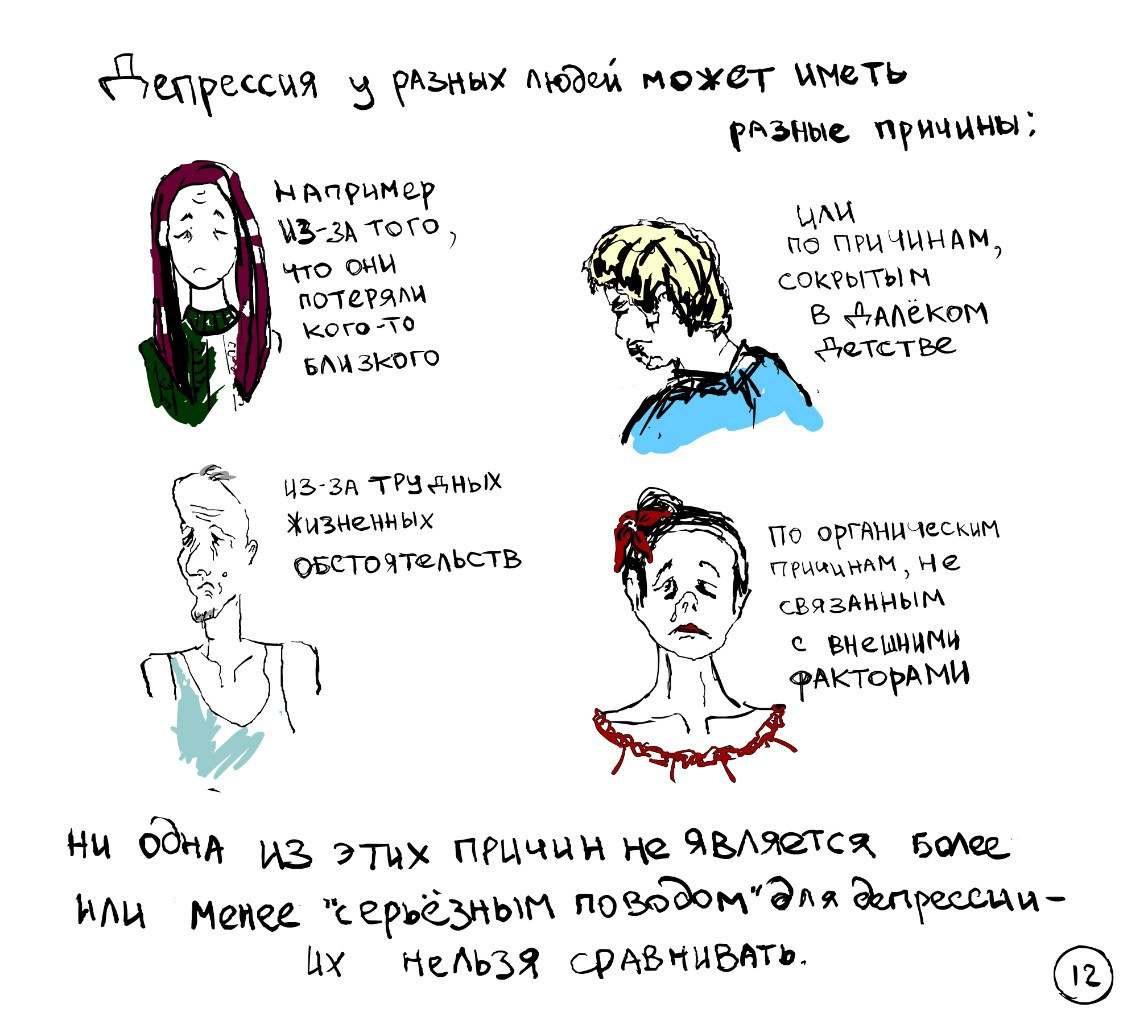 Депрессия у разных людей может иметь
разные причины:
например
из-за того,
что они
потеряли
кого-то
близкого
или
по причинам,
сокрытым
в далёком
детстве
из-за трудных
жизненных
обстоятельств
по органическим
причинам, не
связанным
с внешними
факторами
ни одна из этих причин не является более
или менее "серьёзным поводом" для депрессии-
их нельзя сравнивать.
12